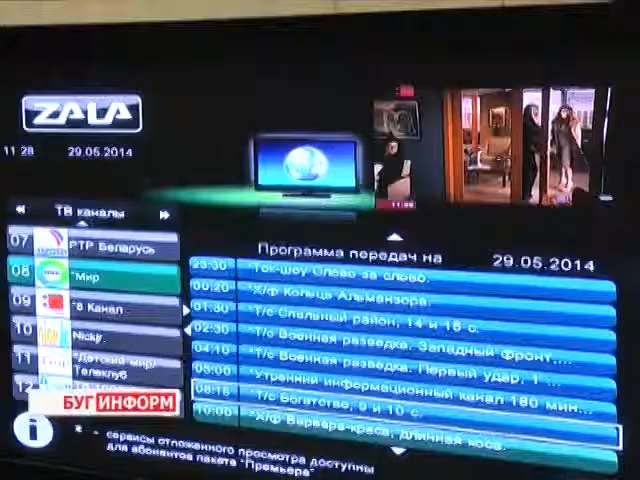 ZALA
11 28 29.05.2014
ТВ каналы
07 РТР Беларусь
08 *Мир
09 *8 Канал
10 Nickjr
11 *Детский мир/
Телеклуб
12
БУГ ИНФОРМ
Программа передач на 29.05.2014
23:30 *Ток-шоу Слово за слово.
00:20 *Х/ф Кольца Альманзора.
01:30 *Т/с Спальный район, 14 и 15 с.
02:30 *Т/с Военная разведка. Западный фронт....
04:10 *Т/с Военная разведка. Первый удар, 1 ...
05:00 *Утренний информационный канал 180 мин...
08:15 *Т/с Богатство, 9 и 10 с.
10:00 *Х/ф Варвара-краса, длинная коса.
* - сервисы отложенного просмотра доступны
для абонентов пакета "Премьера"